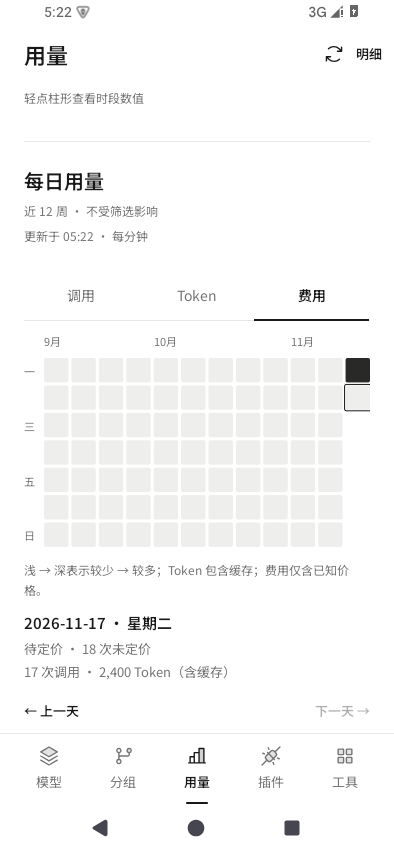 5:22
3G
用量
明细
轻点柱形查看时段数值
每日用量
近 12 周 · 不受筛选影响
更新于 05:22 · 每分钟
调用 Token 费用
9月 10月 11月
一
三
五
日
浅 → 深表示较少 → 较多；Token 包含缓存；费用仅含已知价
格。
2026-11-17 · 星期二
待定价 · 18 次未定价
17 次调用 · 2,400 Token（含缓存）
← 上一天 下一天 →
模型 分组 用量 插件 工具